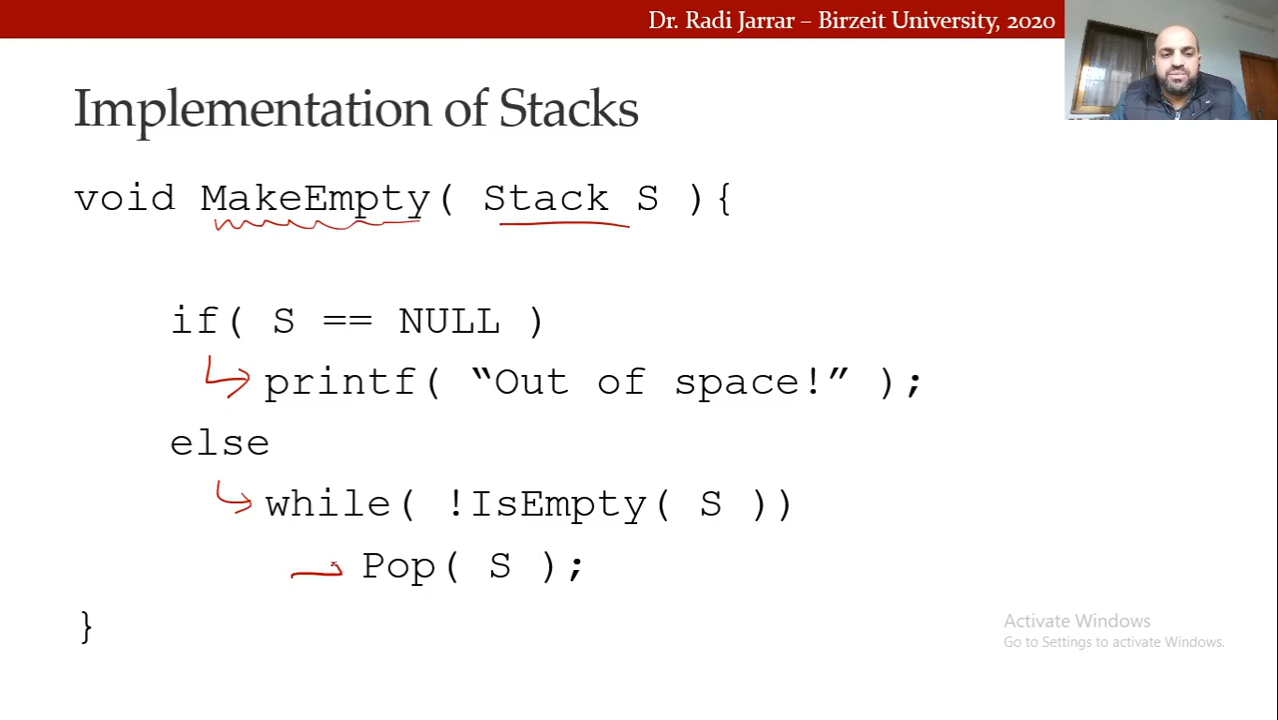 Dr. Radi Jarrar – Birzeit University, 2020
Implementation of Stacks
void MakeEmpty( Stack S ){
if( S == NULL )
printf( “Out of space!” );
else
while( !IsEmpty( S ))
Pop( S );
}
Activate Windows
Go to Settings to activate Windows.